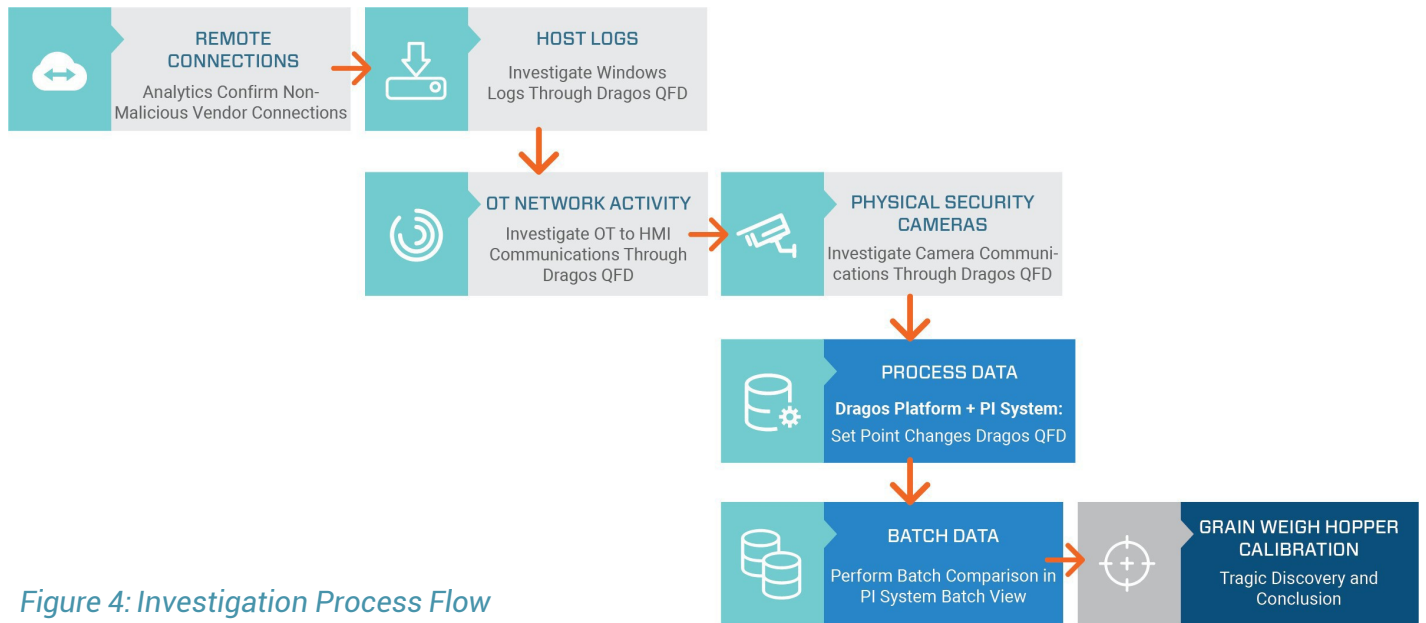 REMOTE
CONNECTIONS
Analytics Confirm Non-
Malicious Vendor Connections
HOST LOGS
Investigate Windows
Logs Through Dragos QFD
OT NETWORK ACTIVITY
Investigate OT to HMI
Communications Through
Dragos QFD
PHYSICAL SECURITY
CAMERAS
Investigate Camera Communi-
cations Through Dragos QFD
PROCESS DATA
Dragos Platform + PI System:
Set Point Changes Dragos QFD
BATCH DATA
Perform Batch Comparison in
PI System Batch View
GRAIN WEIGH HOPPER
CALIBRATION
Tragic Discovery and
Conclusion
Figure 4: Investigation Process Flow